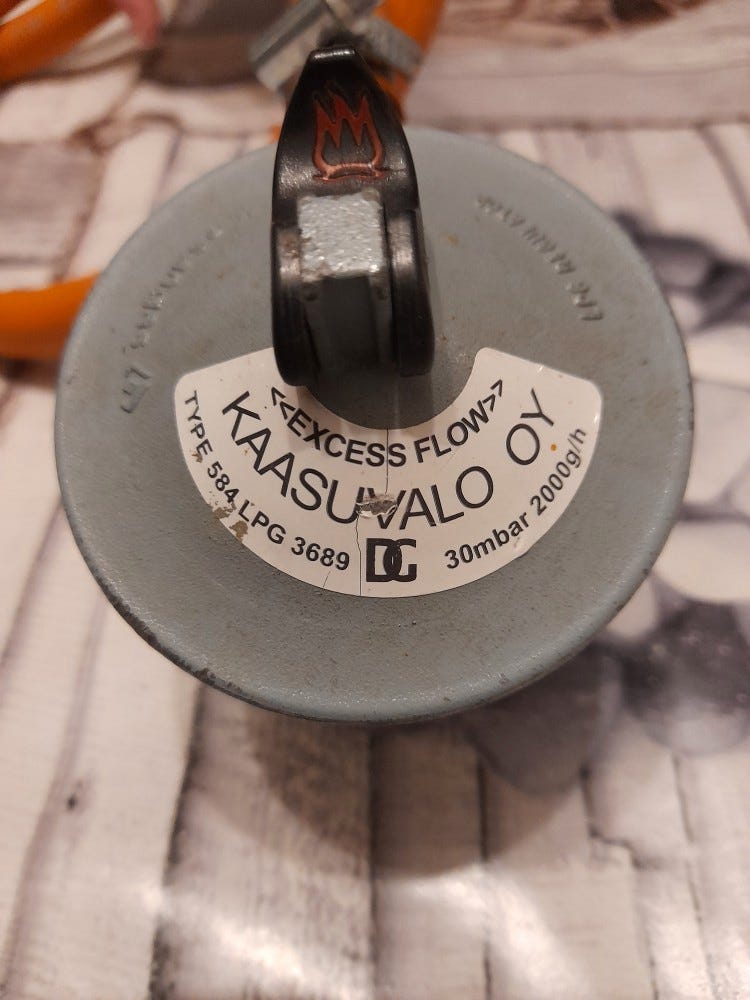 <<EXCESS FLOW>>
KAASUVALO OY
TYPE 584 LPG 3689 DG 30mbar 2000g/h